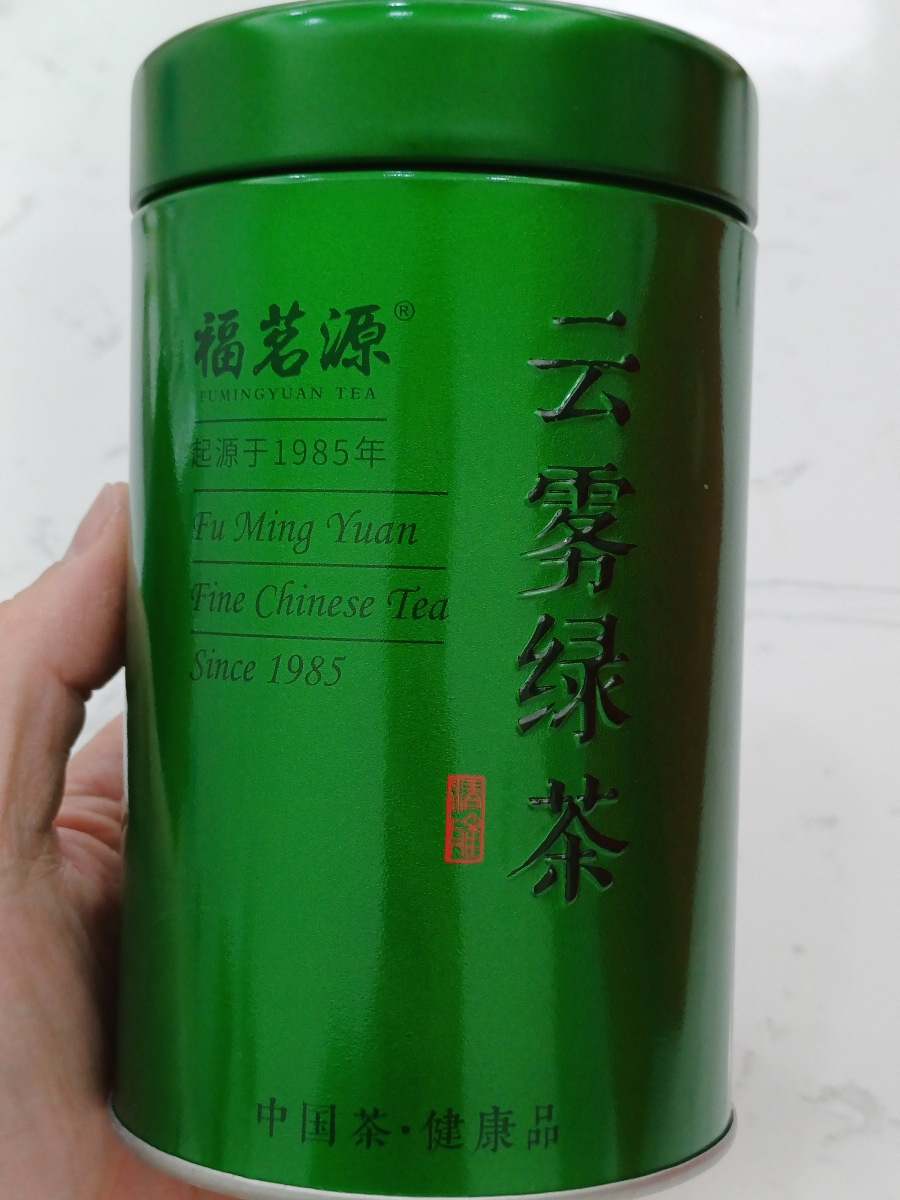 福茗源®
FUMINGYUAN TEA
起源于1985年
Fu Ming Yuan
Fine Chinese Tea
Since 1985
云雾绿茶
中国茶·健康品